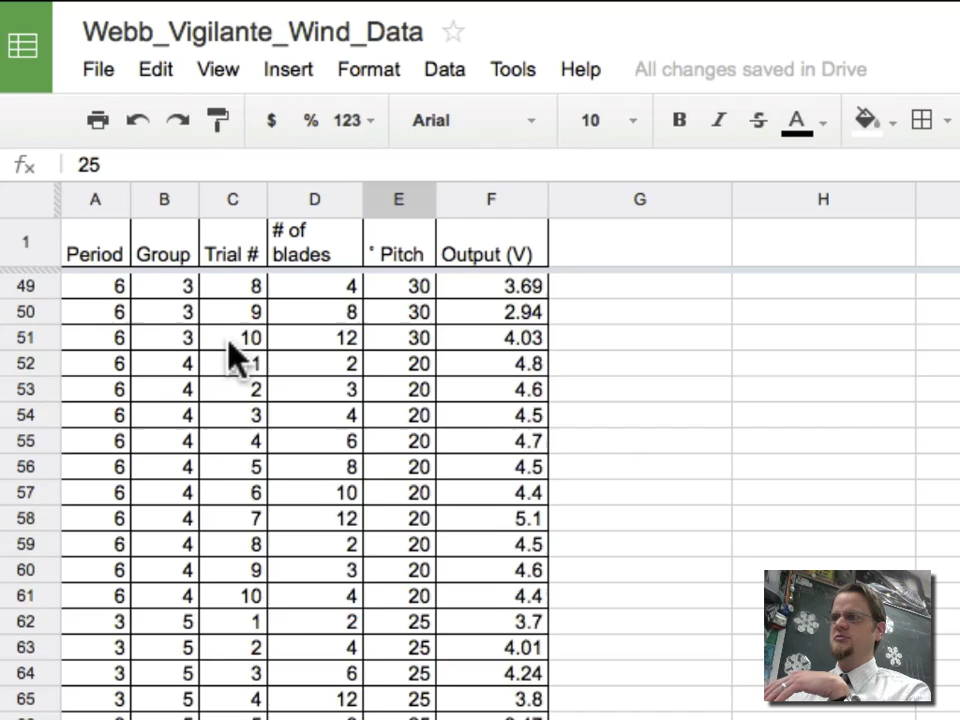 Webb_Vigilante_Wind_Data
File Edit View Insert Format Data Tools Help All changes saved in Drive
$ % 123 Arial 10 B I S A
fx 25
A B C D E F G H
1 Period Group Trial # # of blades ° Pitch Output (V)
49 6 3 8 4 30 3.69
50 6 3 9 8 30 2.94
51 6 3 10 12 30 4.03
52 6 4 1 2 20 4.8
53 6 4 2 3 20 4.6
54 6 4 3 4 20 4.5
55 6 4 4 6 20 4.7
56 6 4 5 8 20 4.5
57 6 4 6 10 20 4.4
58 6 4 7 12 20 5.1
59 6 4 8 2 20 4.5
60 6 4 9 3 20 4.6
61 6 4 10 4 20 4.4
62 3 5 1 2 25 3.7
63 3 5 2 4 25 4.01
64 3 5 3 6 25 4.24
65 3 5 4 12 25 3.8